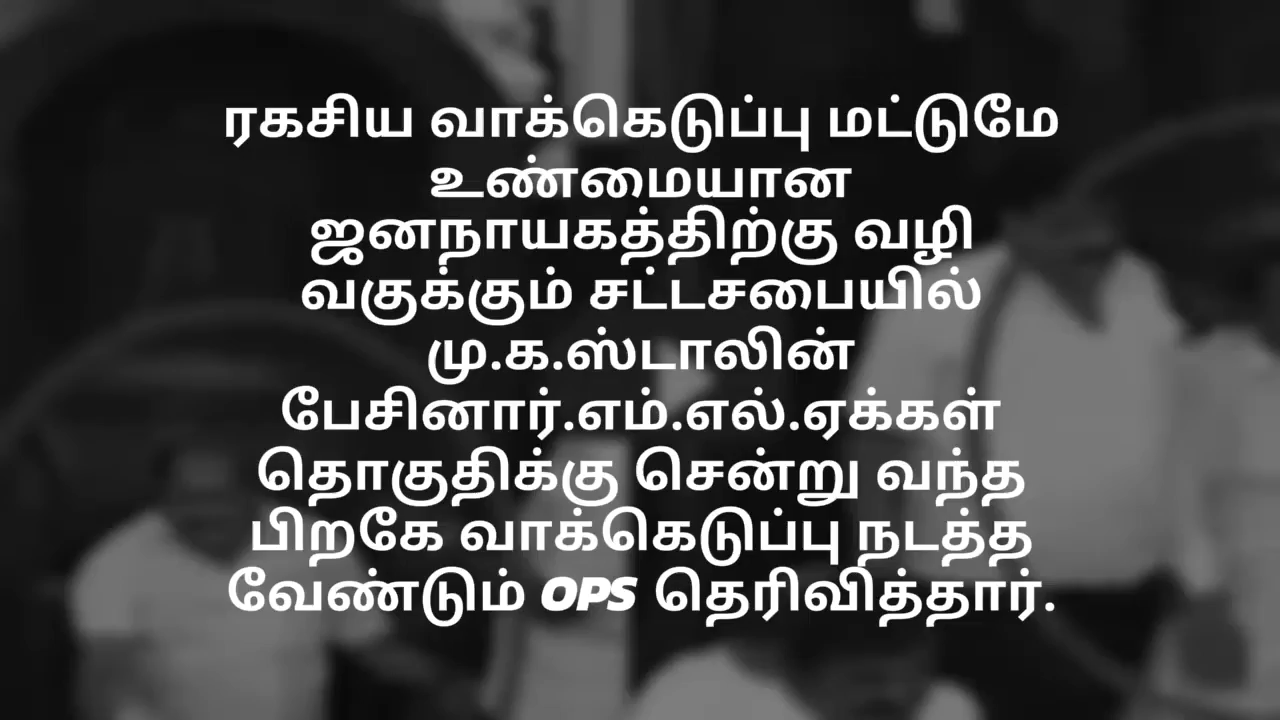 ரகசிய வாக்கெடுப்பு மட்டுமே
உண்மையான
ஜனநாயகத்திற்கு வழி
வகுக்கும் சட்டசபையில்
மு.க.ஸ்டாலின்
பேசினார்.எம்.எல்.ஏக்கள்
தொகுதிக்கு சென்று வந்த
பிறகே வாக்கெடுப்பு நடத்த
வேண்டும் OPS தெரிவித்தார்.